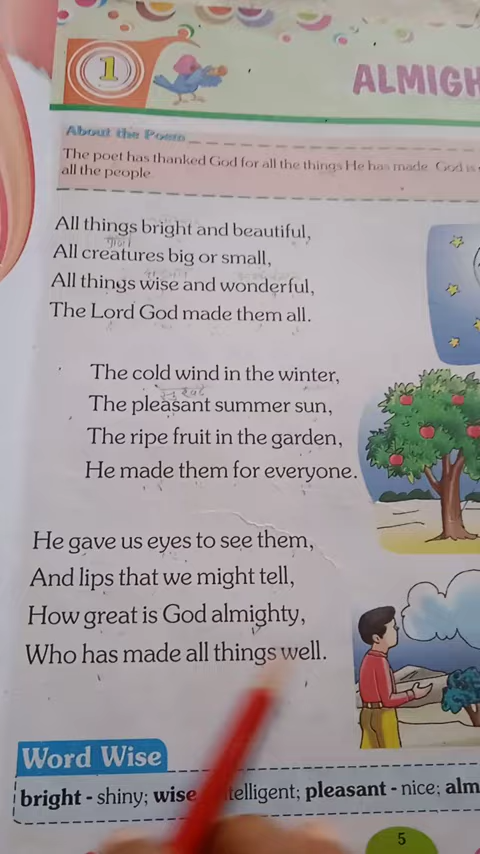 1
ALMIGH
About the Poem
The poet has thanked God for all the things He has made. God is
all the people.
All things bright and beautiful,
All creatures big or small,
All things wise and wonderful,
The Lord God made them all.
The cold wind in the winter,
The pleasant summer sun,
The ripe fruit in the garden,
He made them for everyone.
He gave us eyes to see them,
And lips that we might tell,
How great is God almighty,
Who has made all things well.
Word Wise
bright - shiny; wise telligent; pleasant - nice; alm
5